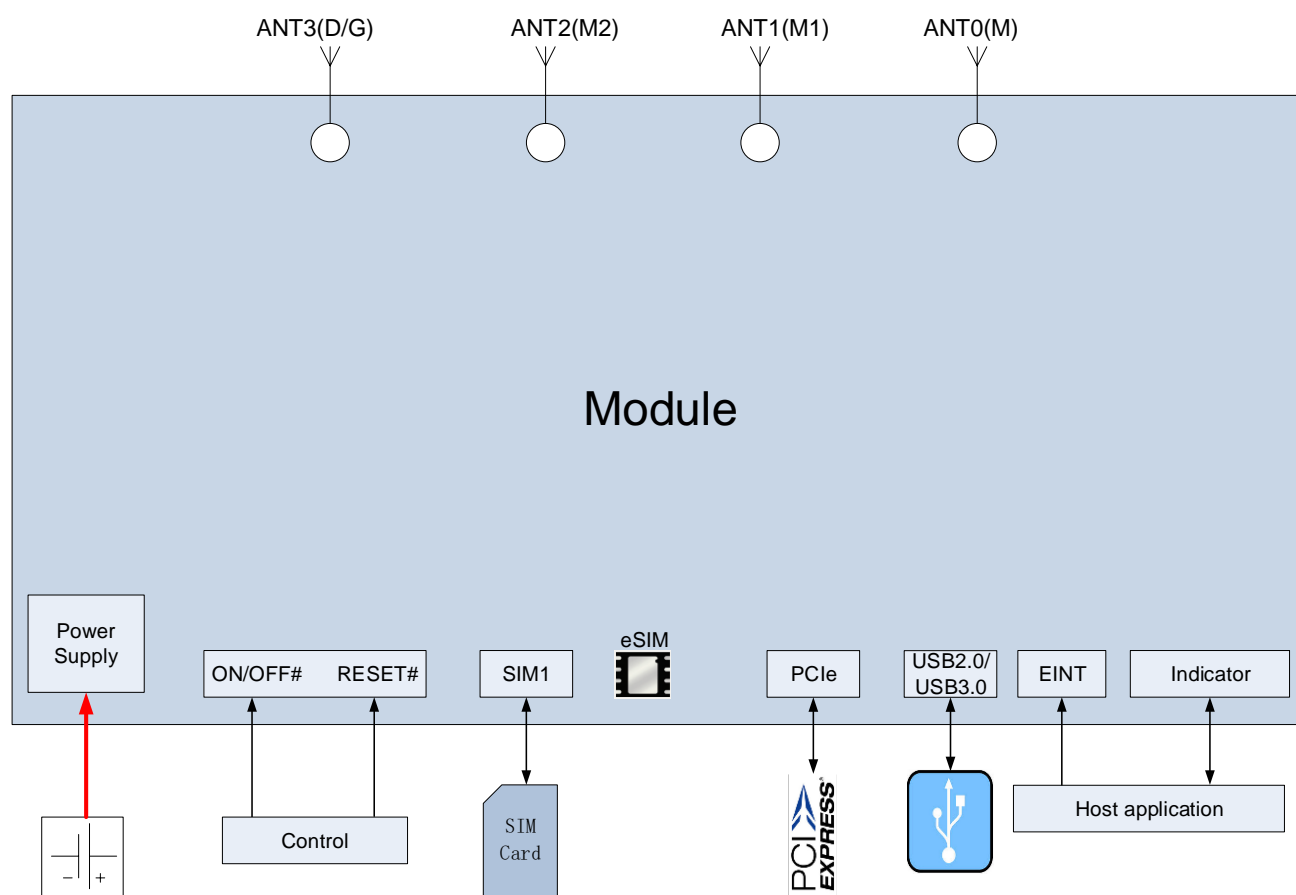 ANT3(D/G) ANT2(M2) ANT1(M1) ANT0(M)
Module
Power
Supply
ON/OFF# RESET#
SIM1
eSIM
PCIe
USB2.0/
USB3.0
EINT
Indicator
- +
Control
SIM
Card
PCI
EXPRESS®
Host application